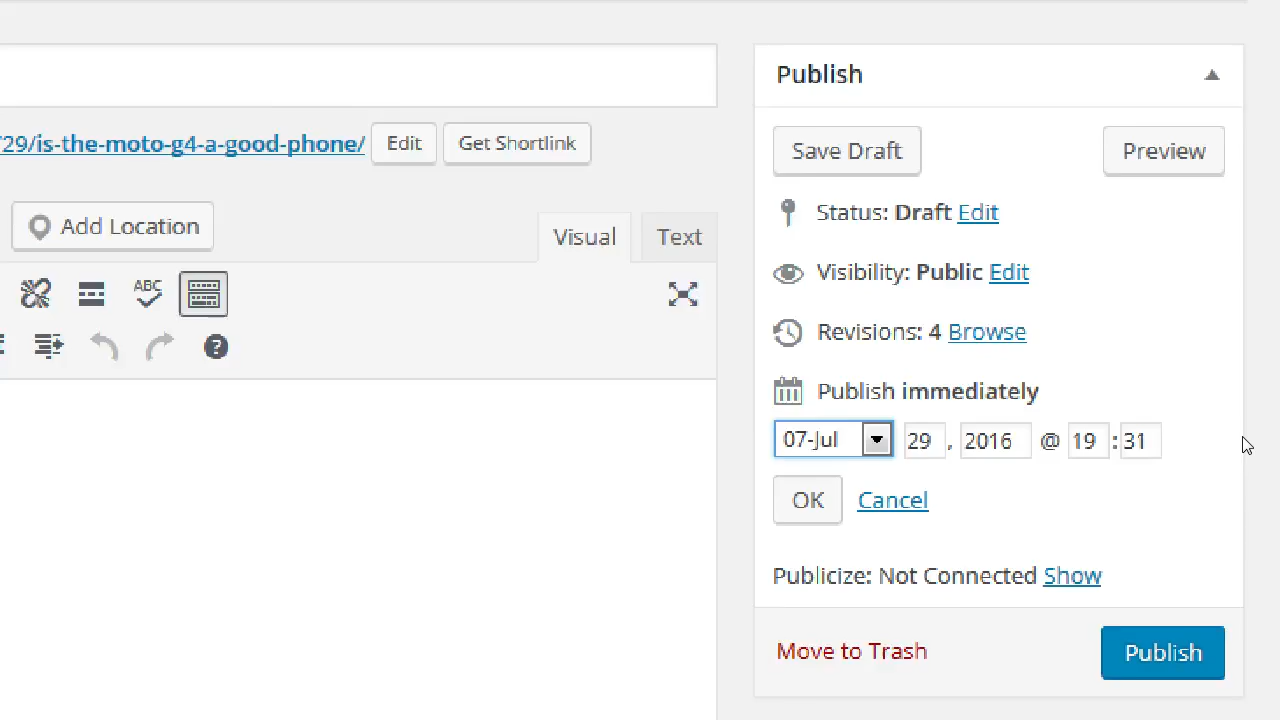 Publish
/29/is-the-moto-g4-a-good-phone/ Edit Get Shortlink
Save Draft Preview
Add Location
Visual Text
Status: Draft Edit
Visibility: Public Edit
ABC
Revisions: 4 Browse
?
Publish immediately
07-Jul 29 , 2016 @ 19 : 31
OK Cancel
Publicize: Not Connected Show
Move to Trash Publish